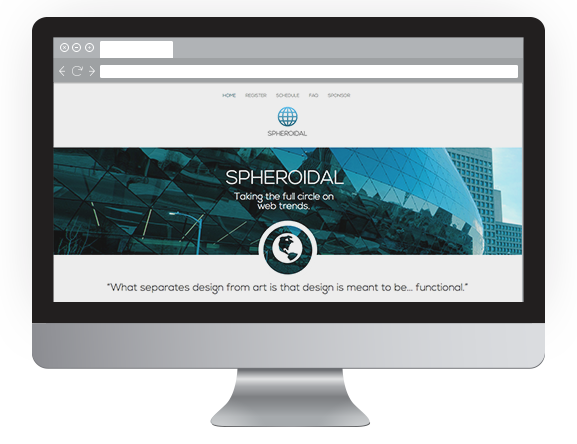 HOME REGISTER SCHEDULE FAQ SPONSOR
SPHEROIDAL
SPHEROIDAL
Taking the full circle on
web trends.
“What separates design from art is that design is meant to be... functional.”